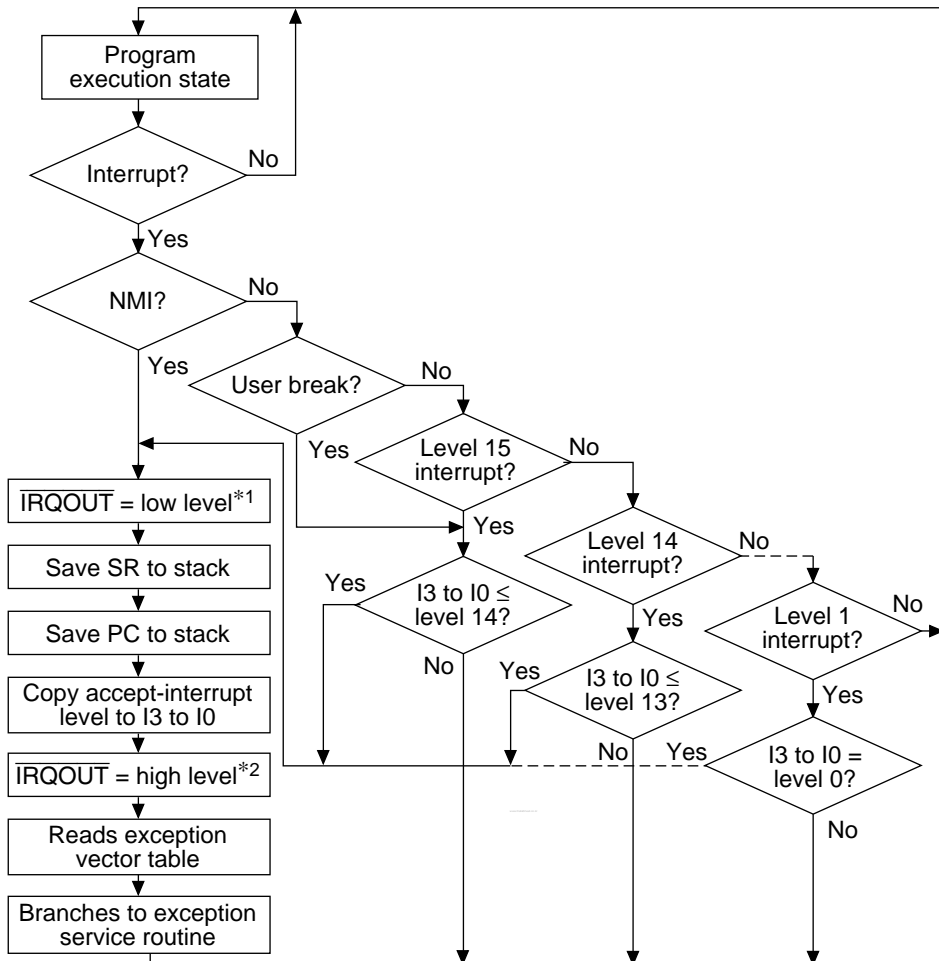 Program
execution state
Interrupt?
No
Yes
NMI?
No
Yes
User break?
No
Yes
Level 15
interrupt?
No
Yes
Level 14
interrupt?
No
Yes
Level 1
interrupt?
No
Yes
I3 to I0 ≤
level 14?
Yes
No
I3 to I0 ≤
level 13?
Yes
No
I3 to I0 =
level 0?
Yes
No
IRQOUT = low level*1
Save SR to stack
Save PC to stack
Copy accept-interrupt
level to I3 to I0
IRQOUT = high level*2
Reads exception
vector table
Branches to exception
service routine